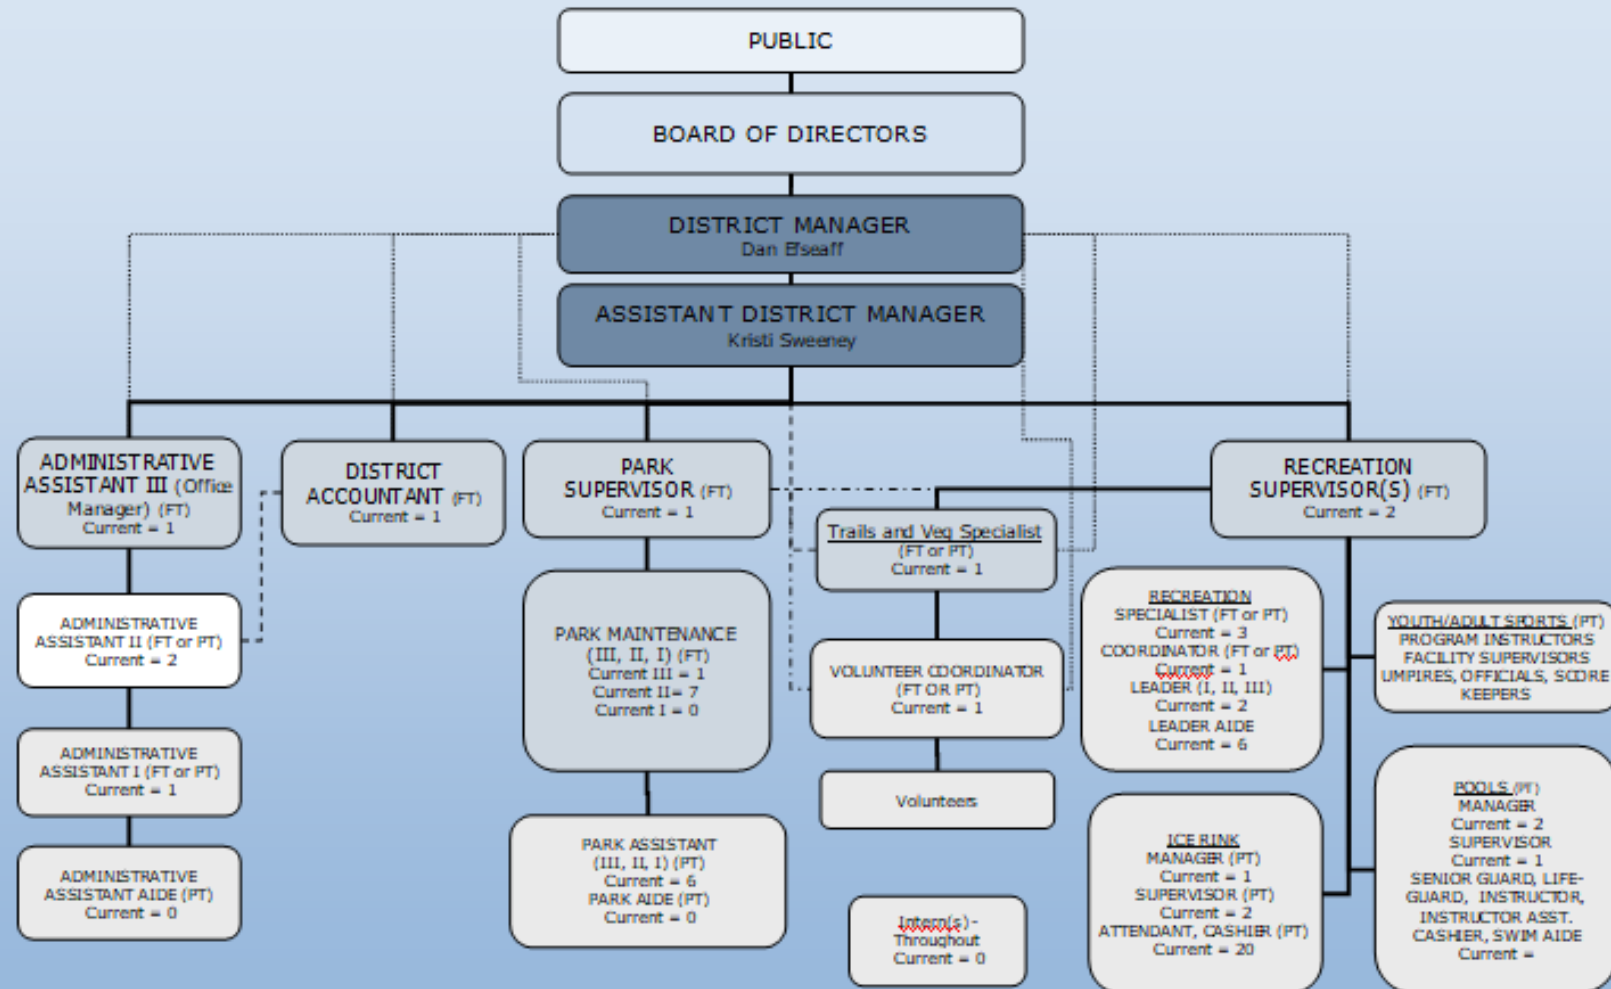 PUBLIC
BOARD OF DIRECTORS
DISTRICT MANAGER
Dan Efseaff
ASSISTANT DISTRICT MANAGER
Kristi Sweeney
ADMINISTRATIVE
ASSISTANT III (Office
Manager) (FT)
Current = 1
DISTRICT
ACCOUNTANT (FT)
Current = 1
PARK
SUPERVISOR (FT)
Current = 1
RECREATION
SUPERVISOR(S) (FT)
Current = 2
Trails and Veg Specialist
(FT or PT)
Current = 1
ADMINISTRATIVE
ASSISTANT II (FT or PT)
Current = 2
PARK MAINTENANCE
(III, II, I) (FT)
Current III = 1
Current II= 7
Current I = 0
VOLUNTEER COORDINATOR
(FT OR PT)
Current = 1
RECREATION
SPECIALIST (FT or PT)
Current = 3
COORDINATOR (FT or PT)
Current = 1
LEADER (I, II, III)
Current = 2
LEADER AIDE
Current = 6
YOUTH/ADULT SPORTS (PT)
PROGRAM INSTRUCTORS
FACILITY SUPERVISORS
UMPIRES, OFFICIALS, SCORE
KEEPERS
ADMINISTRATIVE
ASSISTANT I (FT or PT)
Current = 1
Volunteers
ADMINISTRATIVE
ASSISTANT AIDE (PT)
Current = 0
PARK ASSISTANT
(III, II, I) (PT)
Current = 6
PARK AIDE (PT)
Current = 0
Intern(s) -
Throughout
Current = 0
ICE RINK
MANAGER (PT)
Current = 1
SUPERVISOR (PT)
Current = 2
ATTENDANT, CASHIER (PT)
Current = 20
POOLS (PT)
MANAGER
Current = 2
SUPERVISOR
Current = 1
SENIOR GUARD, LIFE-
GUARD, INSTRUCTOR,
INSTRUCTOR ASST.
CASHIER, SWIM AIDE
Current =